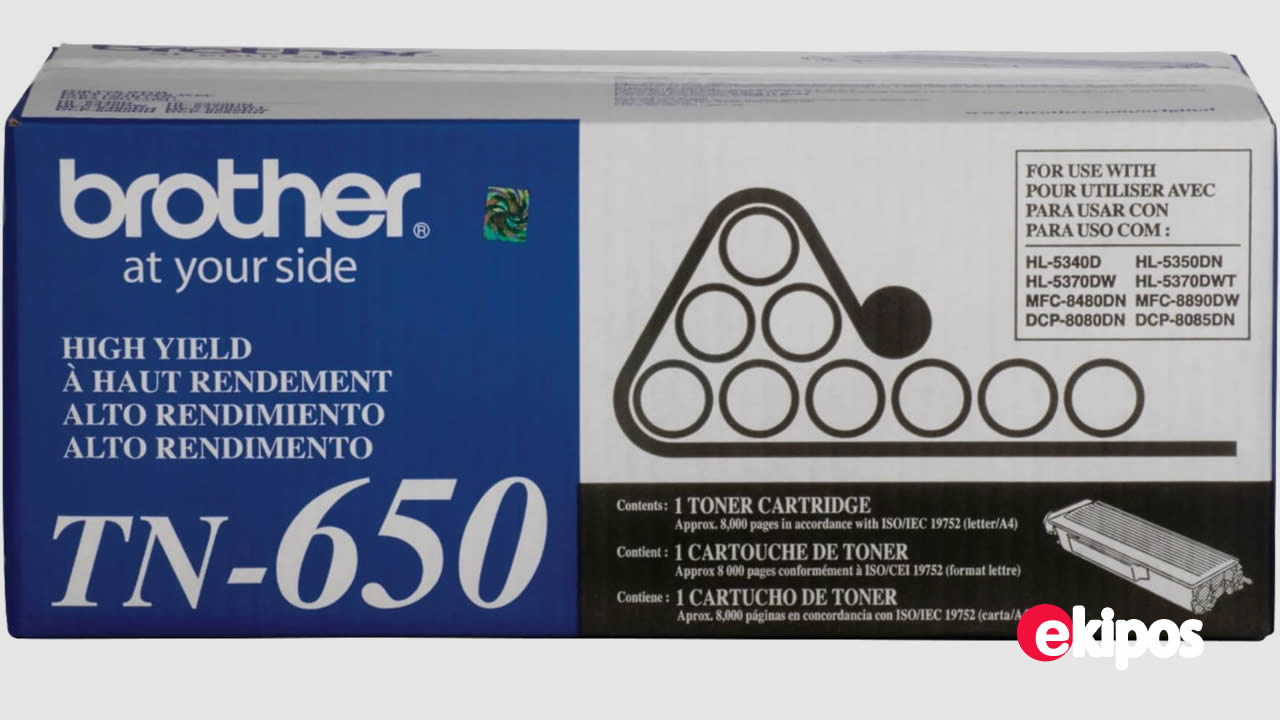 brother
brother®
at your side
HIGH YIELD
À HAUT RENDEMENT
ALTO RENDIMIENTO
ALTO RENDIMENTO
TN-650
FOR USE WITH
POUR UTILISER AVEC
PARA USAR CON
PARA USO COM :
HL-5340D HL-5350DN
HL-5370DW HL-5370DWT
MFC-8480DN MFC-8890DW
DCP-8080DN DCP-8085DN
Contents: 1 TONER CARTRIDGE
Approx. 8,000 pages in accordance with ISO/IEC 19752 (letter/A4)
Contient : 1 CARTOUCHE DE TONER
Approx 8 000 pages conformément à ISO/CEI 19752 (format lettre)
Contiene : 1 CARTUCHO DE TONER
Aprox. 8,000 páginas en concordancia con ISO/IEC 19752 (carta/A
ekipos